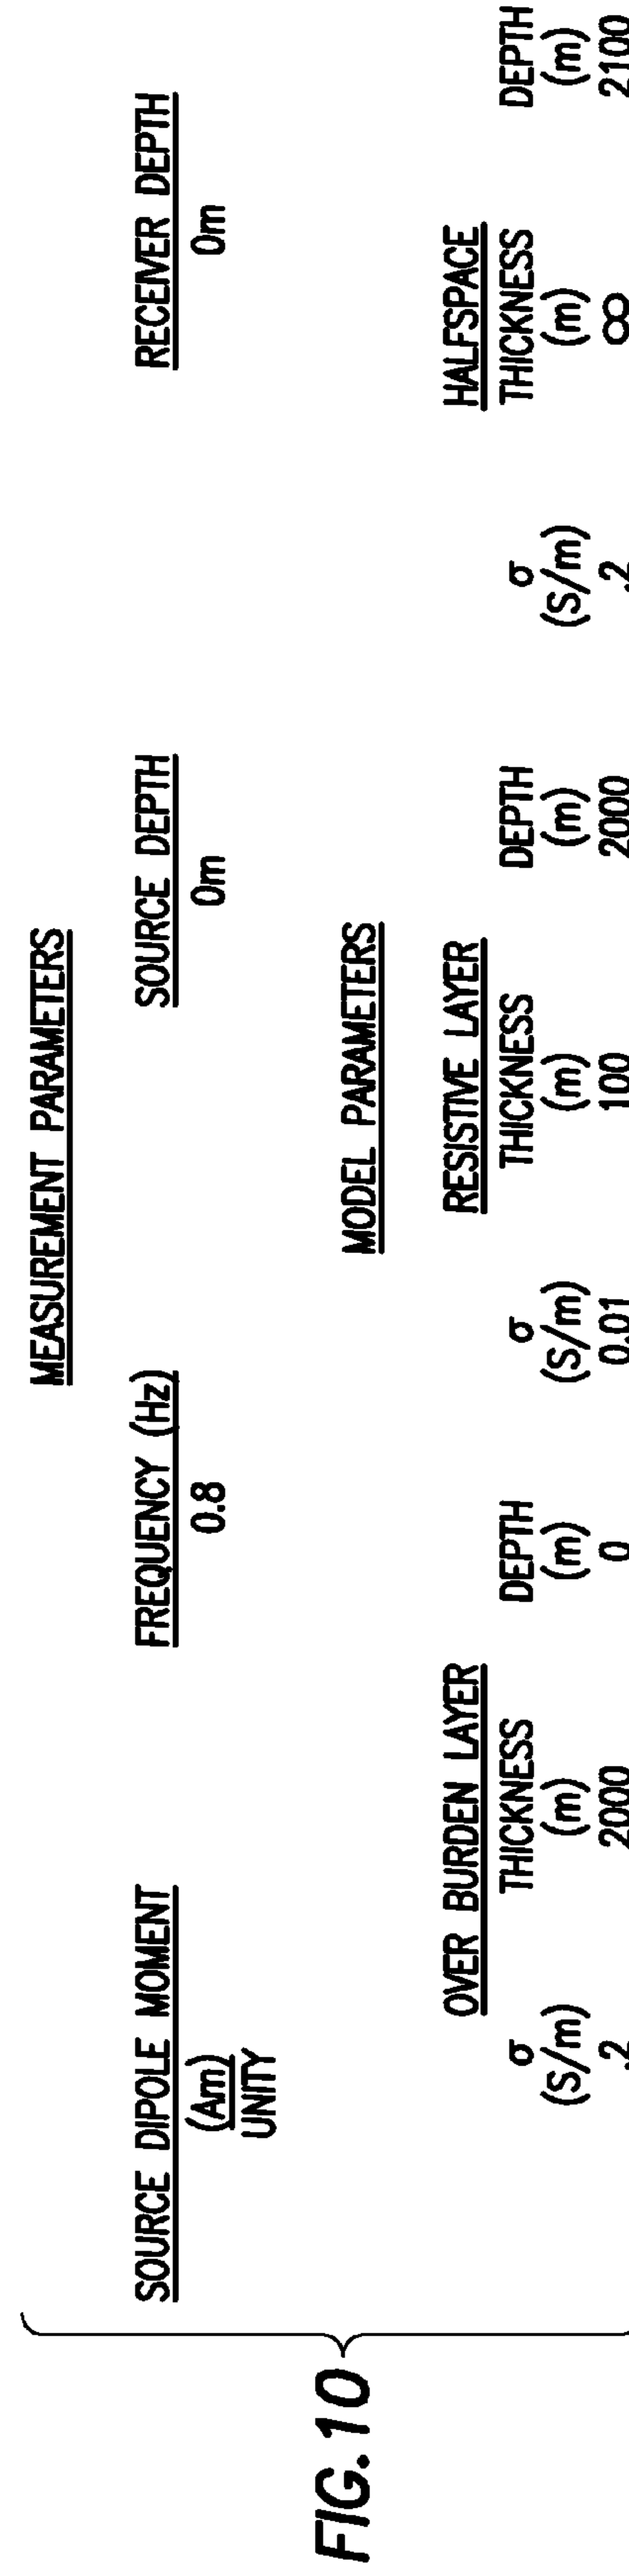 MEASUREMENT PARAMETERS
SOURCE DIPOLE MOMENT FREQUENCY (Hz) SOURCE DEPTH RECEIVER DEPTH
(Am) 0.8 0m 0m
UNITY
MODEL PARAMETERS
OVER BURDEN LAYER RESISTIVE LAYER HALFSPACE
σ THICKNESS DEPTH σ THICKNESS DEPTH σ THICKNESS DEPTH
(S/m) (m) (m) (S/m) (m) (m) (S/m) (m) (m)
.2 2000 0 0.01 100 2000 .2 ∞ 2100
FIG. 10